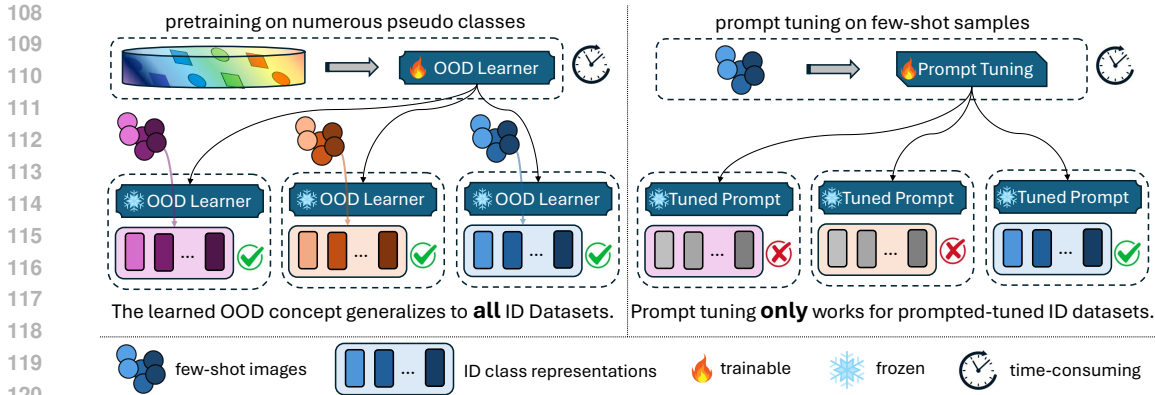 108
109
110
111
112
113
114
115
116
117
118
119
120
pretraining on numerous pseudo classes
OOD Learner
OOD Learner
OOD Learner
OOD Learner
...
...
...
The learned OOD concept generalizes to all ID Datasets.
prompt tuning on few-shot samples
Prompt Tuning
Tuned Prompt
Tuned Prompt
Tuned Prompt
...
...
...
Prompt tuning only works for prompted-tuned ID datasets.
few-shot images
...
ID class representations
trainable
frozen
time-consuming